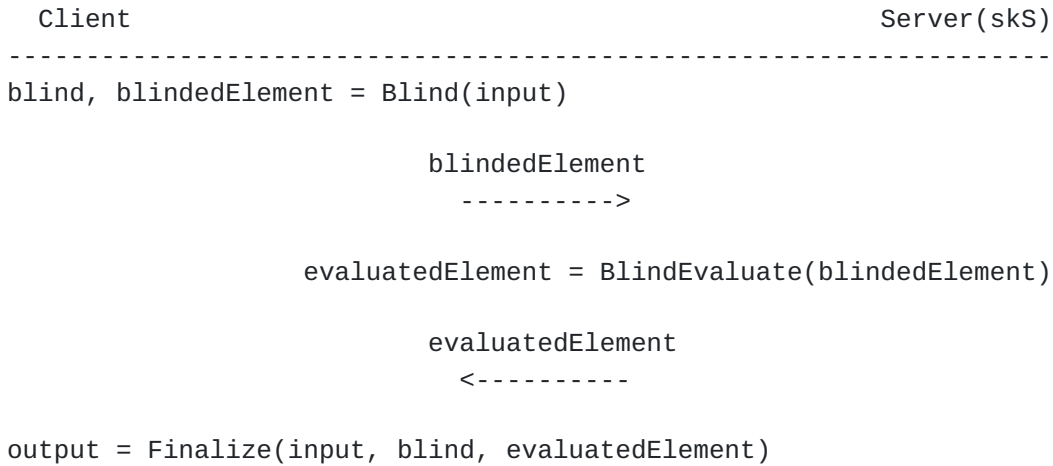 Client                                                Server(skS)
-------------------------------------------------------------------
blind, blindedElement = Blind(input)
blindedElement
---------->
evaluatedElement = BlindEvaluate(blindedElement)
evaluatedElement
<----------
output = Finalize(input, blind, evaluatedElement)